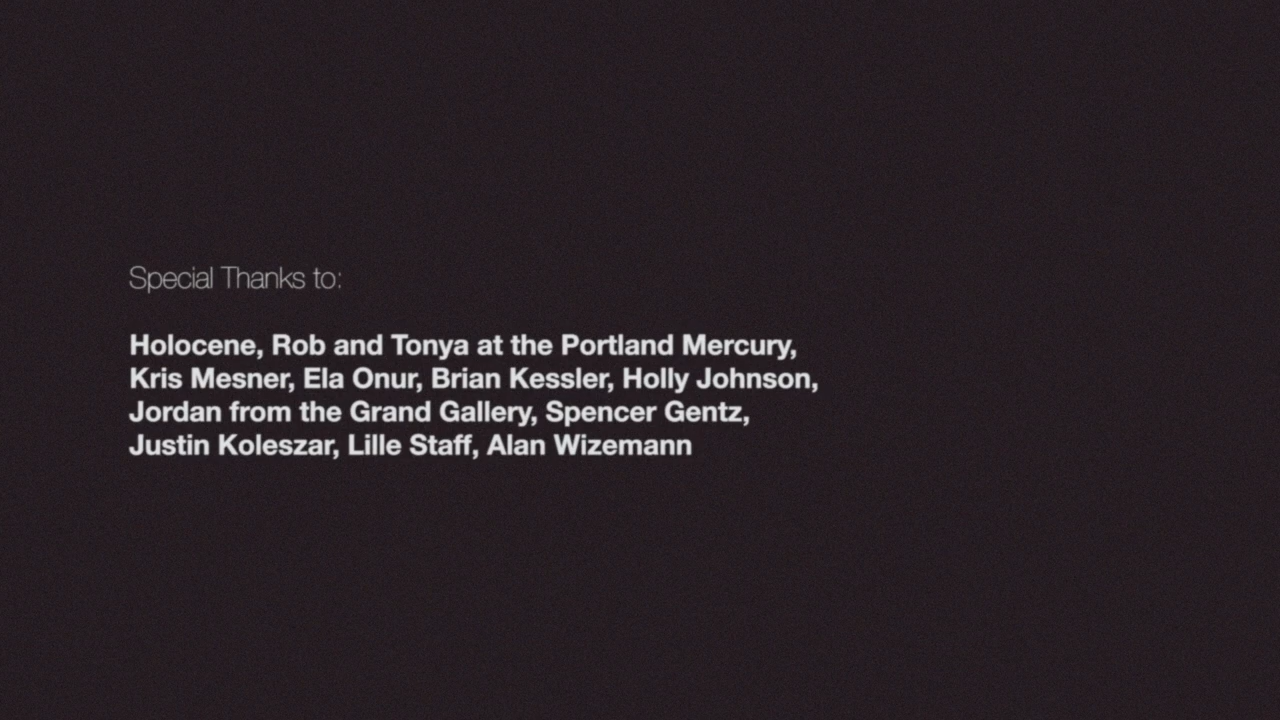 Special Thanks to:
Holocene, Rob and Tonya at the Portland Mercury,
Kris Mesner, Ela Onur, Brian Kessler, Holly Johnson,
Jordan from the Grand Gallery, Spencer Gentz,
Justin Koleszar, Lille Staff, Alan Wizemann